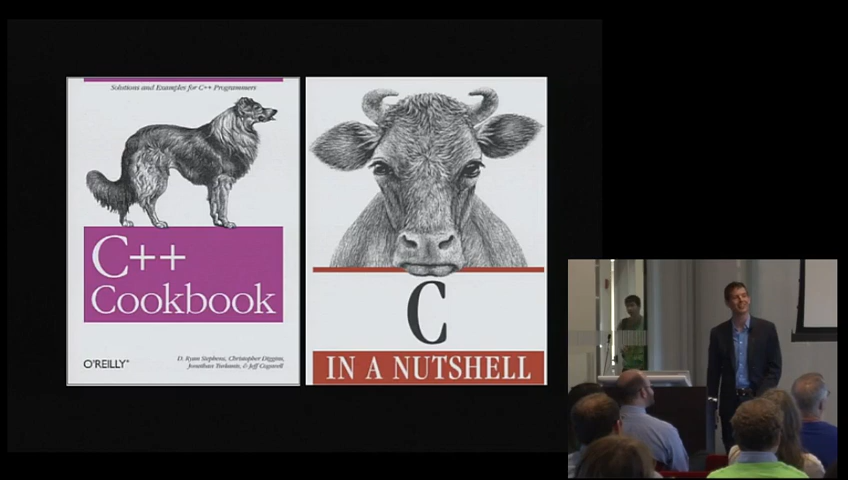 Solutions and Examples for C++ Programmers
C++
Cookbook
O'REILLY®
D. Ryan Stephens, Christopher Diggins,
Jonathan Turkanis, & Jeff Cogswell
C
IN A NUTSHELL